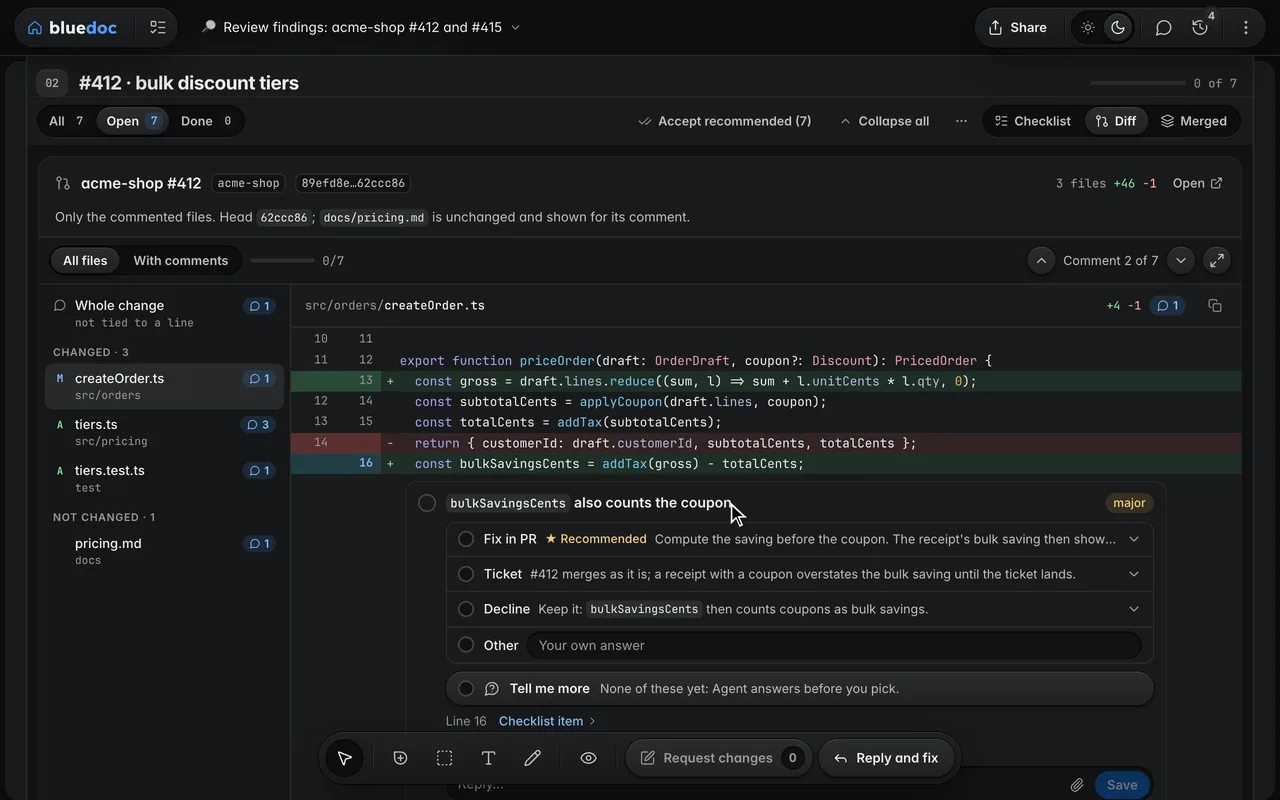 bluedoc
Review findings: acme-shop #412 and #415
Share
4
02 #412 · bulk discount tiers
0 of 7
All 7 Open 7 Done 0
Accept recommended (7) Collapse all ··· Checklist Diff Merged
acme-shop #412 acme-shop 89efd8e…62ccc86
3 files +46 -1 Open
Only the commented files. Head 62ccc86; docs/pricing.md is unchanged and shown for its comment.
All files With comments 0/7
Comment 2 of 7
Whole change 1
not tied to a line
CHANGED · 3
M createOrder.ts 1
src/orders
A tiers.ts 3
src/pricing
A tiers.test.ts 1
test
NOT CHANGED · 1
pricing.md 1
docs
src/orders/createOrder.ts +4 -1 1
10 11
11 12 export function priceOrder(draft: OrderDraft, coupon?: Discount): PricedOrder {
13 + const gross = draft.lines.reduce((sum, l) => sum + l.unitCents * l.qty, 0);
12 14 const subtotalCents = applyCoupon(draft.lines, coupon);
13 15 const totalCents = addTax(subtotalCents);
14 - return { customerId: draft.customerId, subtotalCents, totalCents };
16 + const bulkSavingsCents = addTax(gross) - totalCents;
bulkSavingsCents also counts the coupon
major
Fix in PR ★ Recommended Compute the saving before the coupon. The receipt's bulk saving then show...
Ticket #412 merges as it is; a receipt with a coupon overstates the bulk saving until the ticket lands.
Decline Keep it: bulkSavingsCents then counts coupons as bulk savings.
Other Your own answer
Tell me more None of these yet: Agent answers before you pick.
Line 16 Checklist item
Request changes 0 Reply and fix
Reply...
Save